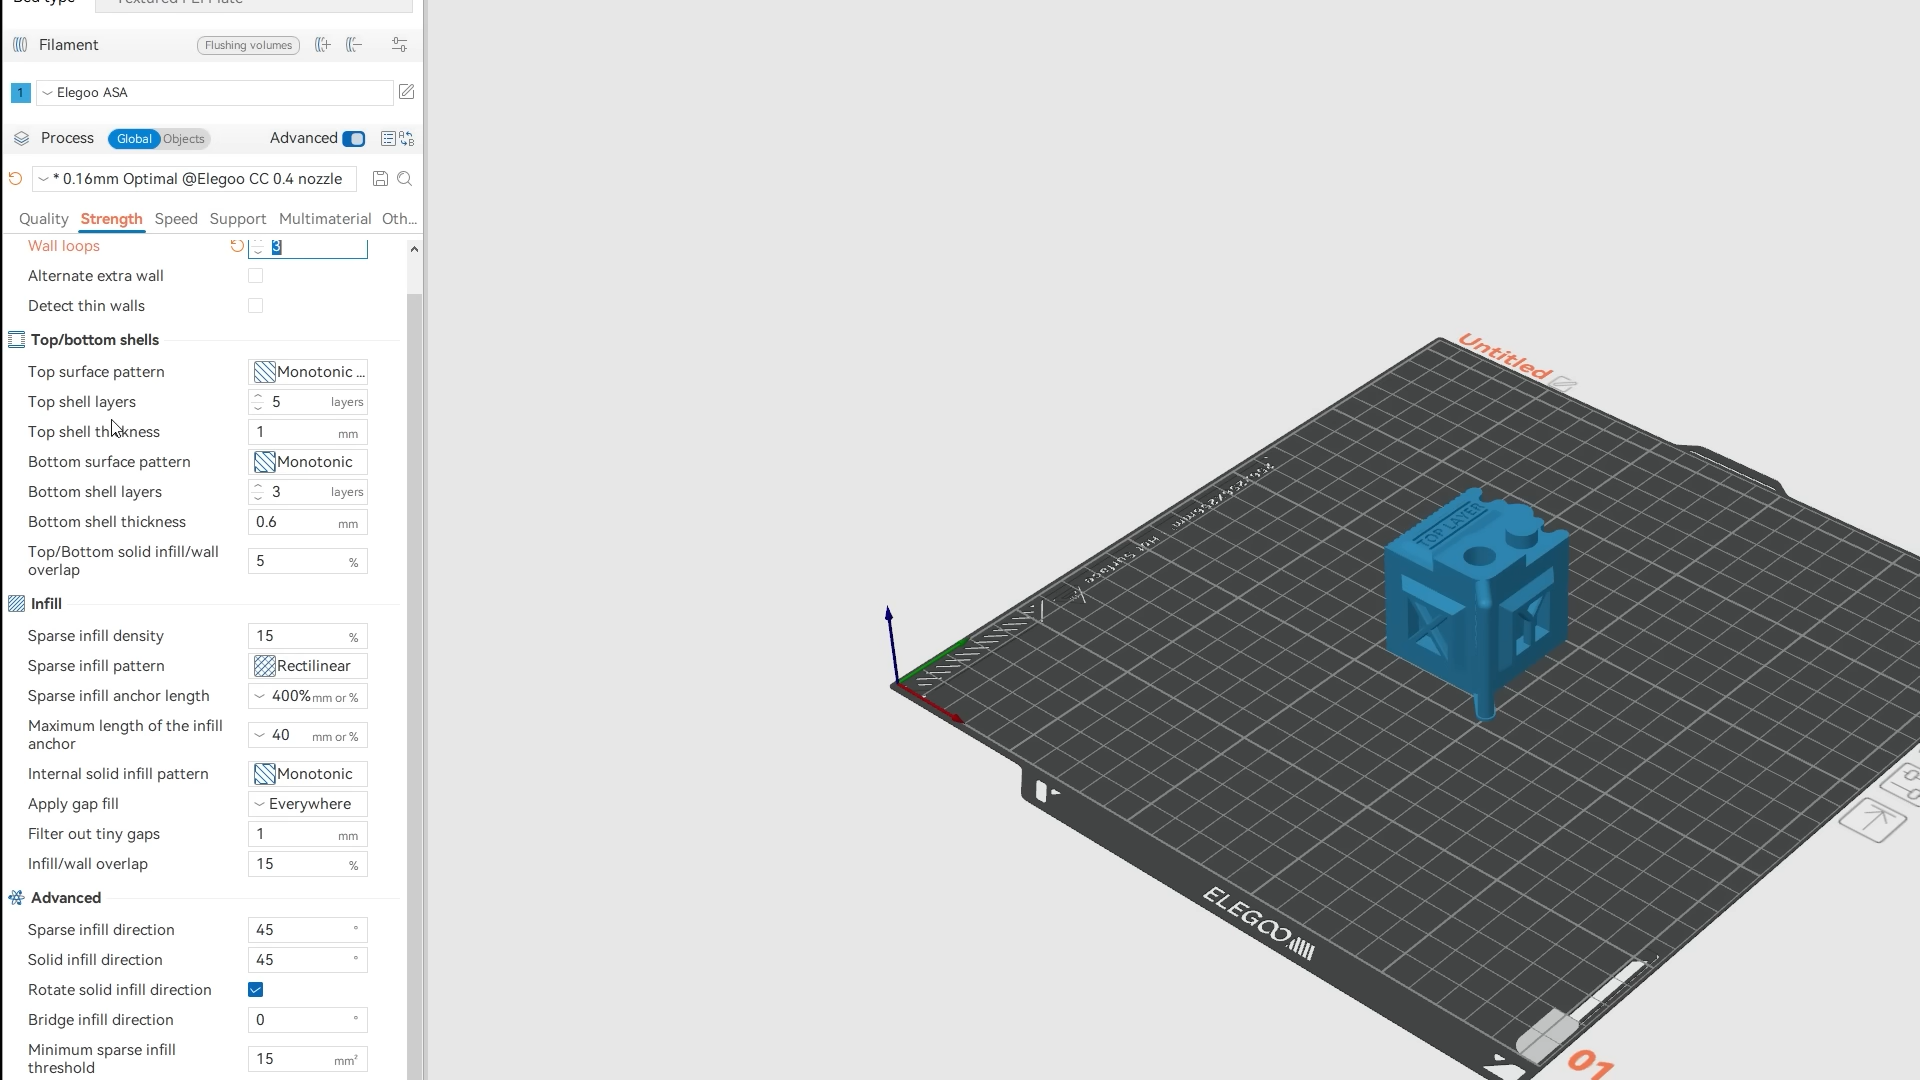 Bed type Textured PEI Plate
Filament Flushing volumes
1 Elegoo ASA
Process Global Objects Advanced
* 0.16mm Optimal @Elegoo CC 0.4 nozzle
Quality Strength Speed Support Multimaterial Oth...
Wall loops 3
Alternate extra wall
Detect thin walls
Top/bottom shells
Top surface pattern Monotonic ...
Top shell layers 5 layers
Top shell thickness 1 mm
Bottom surface pattern Monotonic
Bottom shell layers 3 layers
Bottom shell thickness 0.6 mm
Top/Bottom solid infill/wall
overlap 5 %
Infill
Sparse infill density 15 %
Sparse infill pattern Rectilinear
Sparse infill anchor length 400% mm or %
Maximum length of the infill
anchor 40 mm or %
Internal solid infill pattern Monotonic
Apply gap fill Everywhere
Filter out tiny gaps 1 mm
Infill/wall overlap 15 %
Advanced
Sparse infill direction 45 °
Solid infill direction 45 °
Rotate solid infill direction
Bridge infill direction 0 °
Minimum sparse infill
threshold 15 mm²
Untitled
TOP LAYER
X
Y
ELEGOO
01